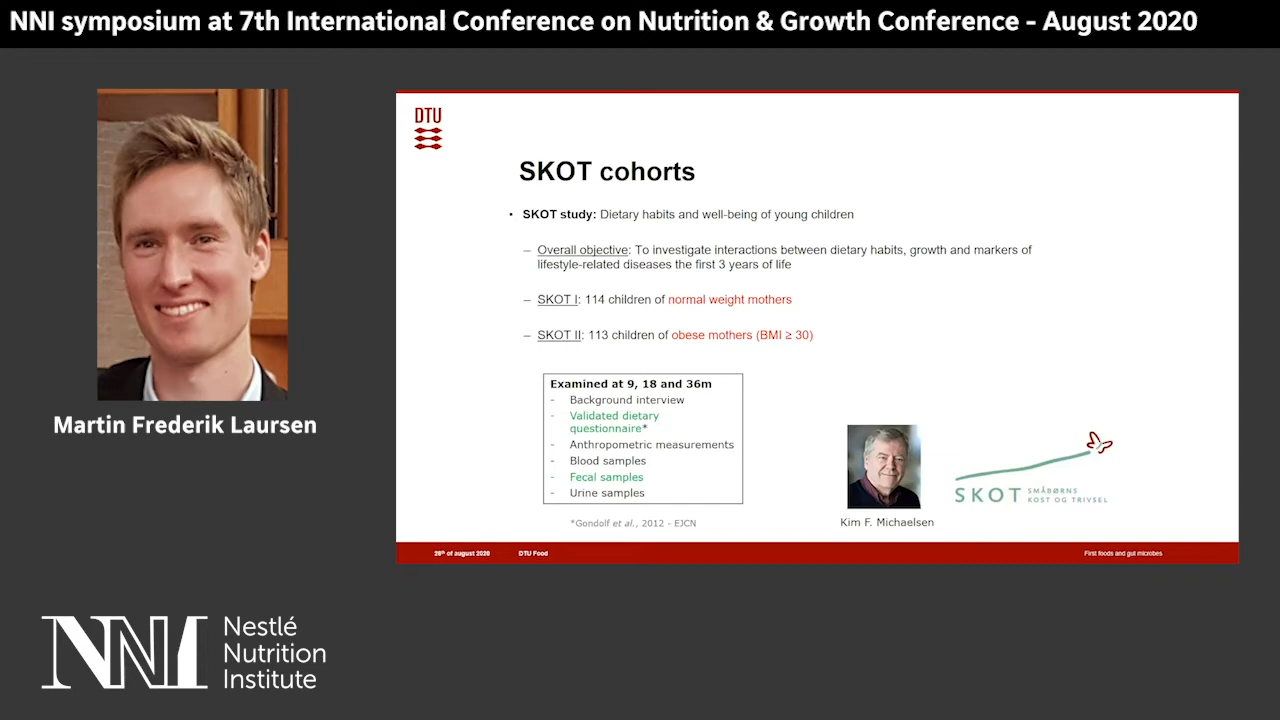 NNI symposium at 7th International Conference on Nutrition & Growth Conference - August 2020
DTU
SKOT cohorts
• SKOT study: Dietary habits and well-being of young children
– Overall objective: To investigate interactions between dietary habits, growth and markers of
lifestyle-related diseases the first 3 years of life
– SKOT I: 114 children of normal weight mothers
– SKOT II: 113 children of obese mothers (BMI ≥ 30)
Examined at 9, 18 and 36m
- Background interview
- Validated dietary
questionnaire*
- Anthropometric measurements
- Blood samples
- Fecal samples
- Urine samples
*Gondolf et al., 2012 - EJCN
Kim F. Michaelsen
SKOT SMÅBØRNS
KOST OG TRIVSEL
28th of august 2020 DTU Food First foods and gut microbes
Martin Frederik Laursen
NNI Nestlé
Nutrition
Institute